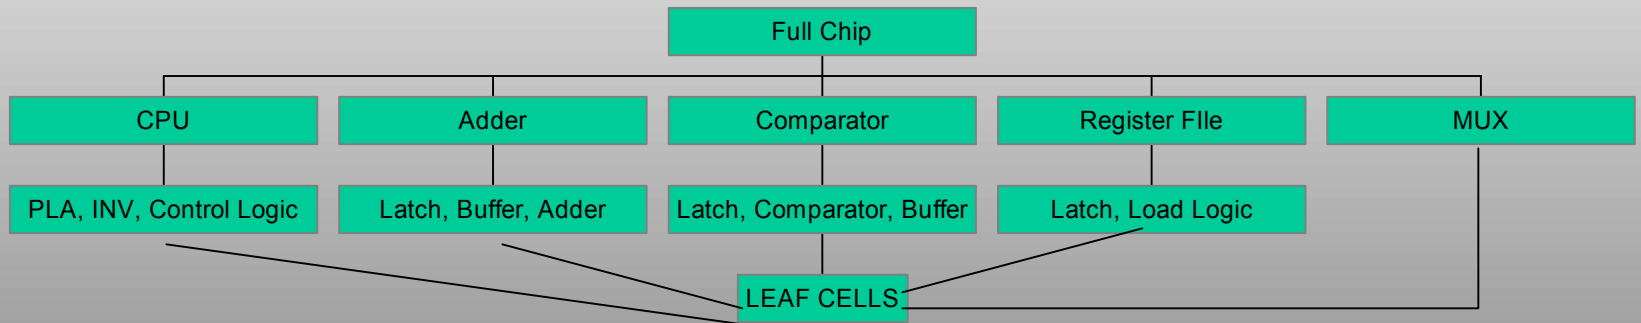 Full Chip
CPU
Adder
Comparator
Register FIle
MUX
PLA, INV, Control Logic
Latch, Buffer, Adder
Latch, Comparator, Buffer
Latch, Load Logic
LEAF CELLS